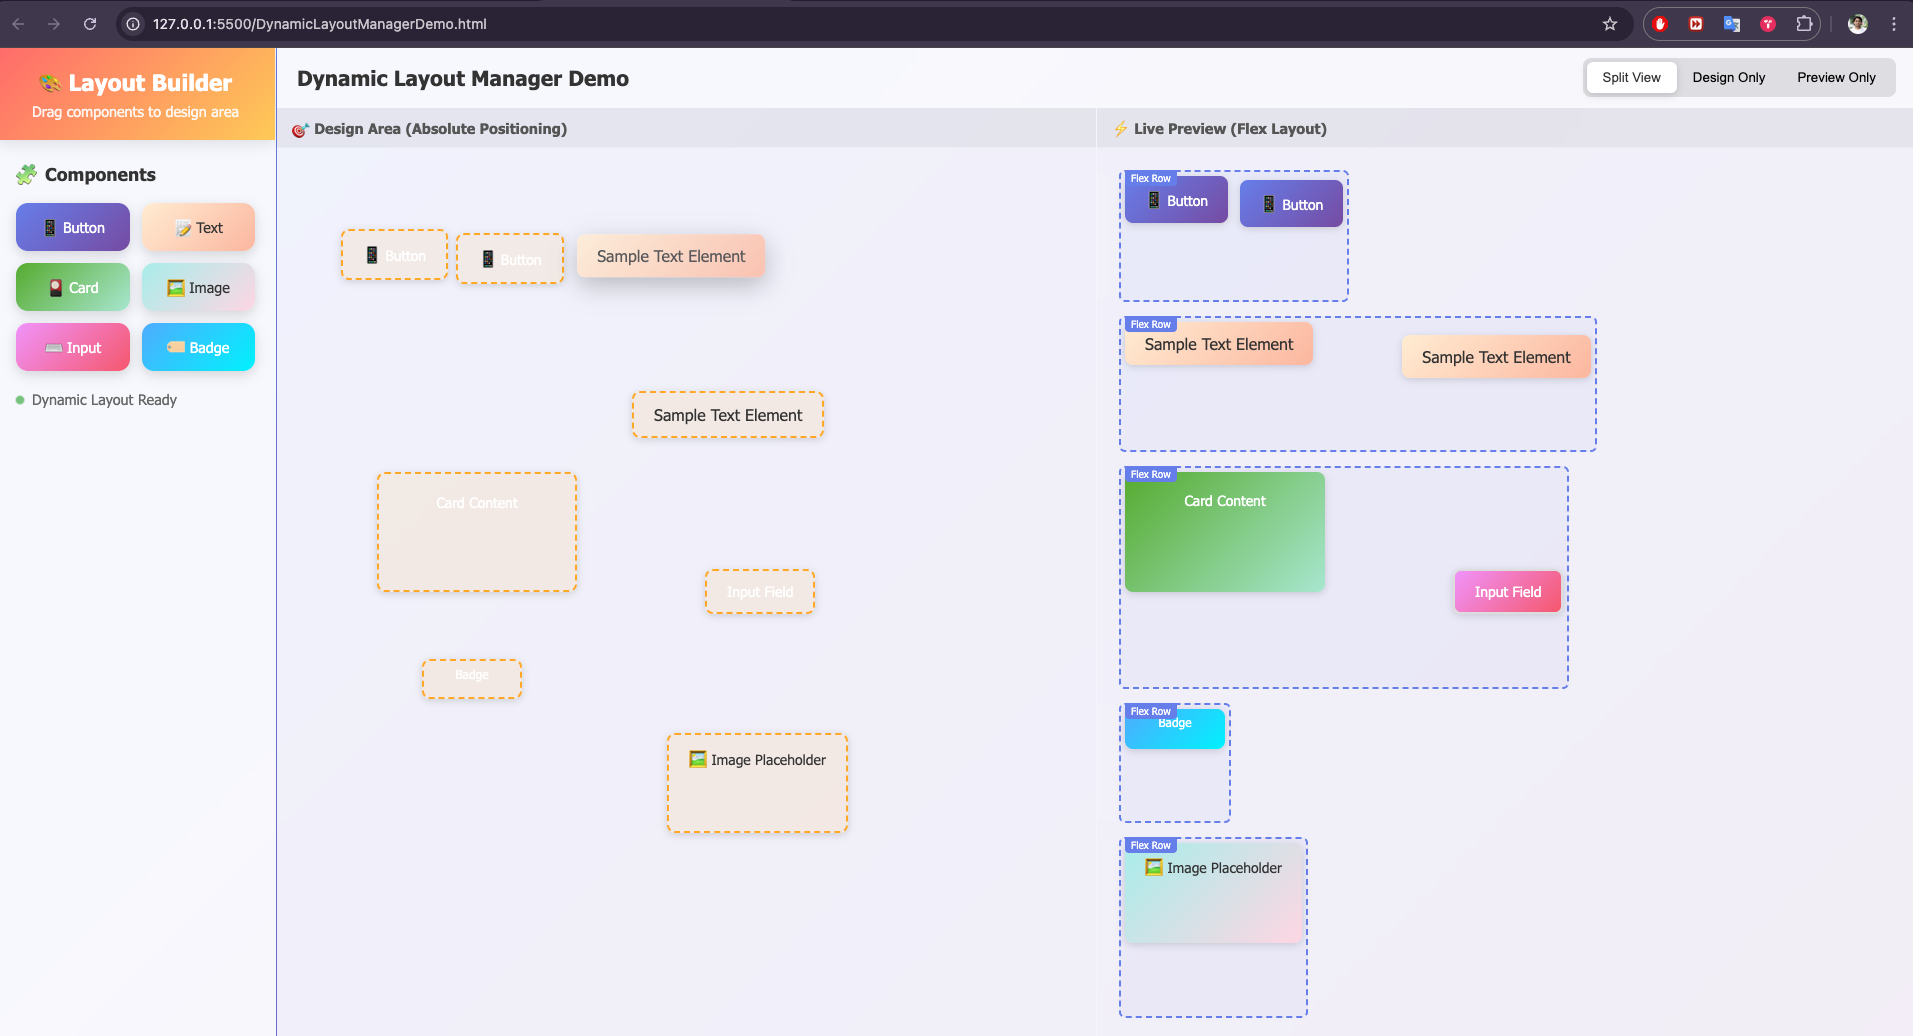 127.0.0.1:5500/DynamicLayoutManagerDemo.html
Layout Builder
Drag components to design area
Components
Button
Text
Card
Image
Input
Badge
Dynamic Layout Ready
Dynamic Layout Manager Demo
Split View
Design Only
Preview Only
Design Area (Absolute Positioning)
Button
Button
Sample Text Element
Sample Text Element
Card Content
Input Field
Badge
Image Placeholder
Live Preview (Flex Layout)
Flex Row
Button
Button
Flex Row
Sample Text Element
Sample Text Element
Flex Row
Card Content
Input Field
Flex Row
Badge
Flex Row
Image Placeholder